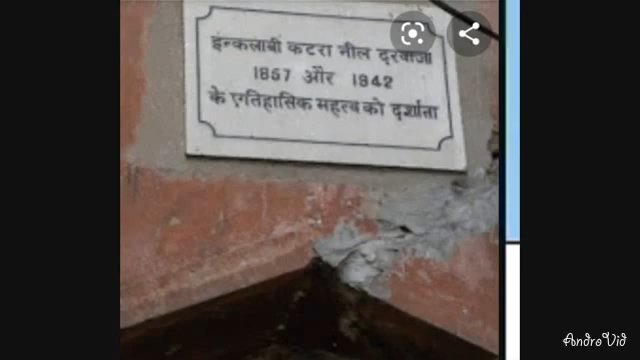 इन्कलाबी कटरा नील दरवाजा
1857 और 1942
के एतिहासिक महत्व को दर्शाता
AndroVid